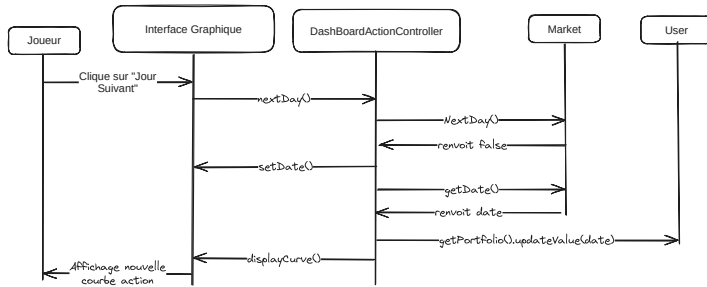 Joueur
Interface Graphique
DashBoardActionController
Market
User
Clique sur "Jour
Suivant"
nextDay()
NextDay()
renvoit false
setDate()
getDate()
renvoit date
getPortfolio().updateValue(date)
displayCurve()
Affichage nouvelle
courbe action